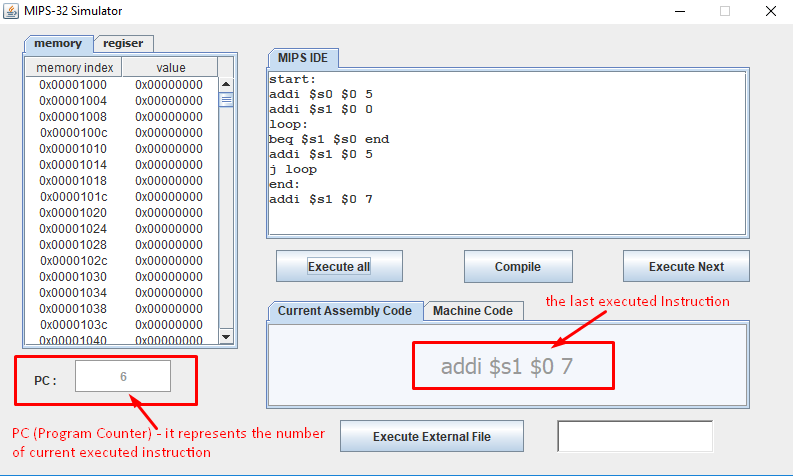 MIPS-32 Simulator
memory regiser
memory index value
0x00001000 0x00000000
0x00001004 0x00000000
0x00001008 0x00000000
0x0000100c 0x00000000
0x00001010 0x00000000
0x00001014 0x00000000
0x00001018 0x00000000
0x0000101c 0x00000000
0x00001020 0x00000000
0x00001024 0x00000000
0x00001028 0x00000000
0x0000102c 0x00000000
0x00001030 0x00000000
0x00001034 0x00000000
0x00001038 0x00000000
0x0000103c 0x00000000
0x00001040 0x00000000
PC : 6
PC (Program Counter) - it represents the number
of current executed instruction
MIPS IDE
start:
addi $s0 $0 5
addi $s1 $0 0
loop:
beq $s1 $s0 end
addi $s1 $0 5
j loop
end:
addi $s1 $0 7
Execute all Compile Execute Next
the last executed Instruction
Current Assembly Code Machine Code
addi $s1 $0 7
Execute External File